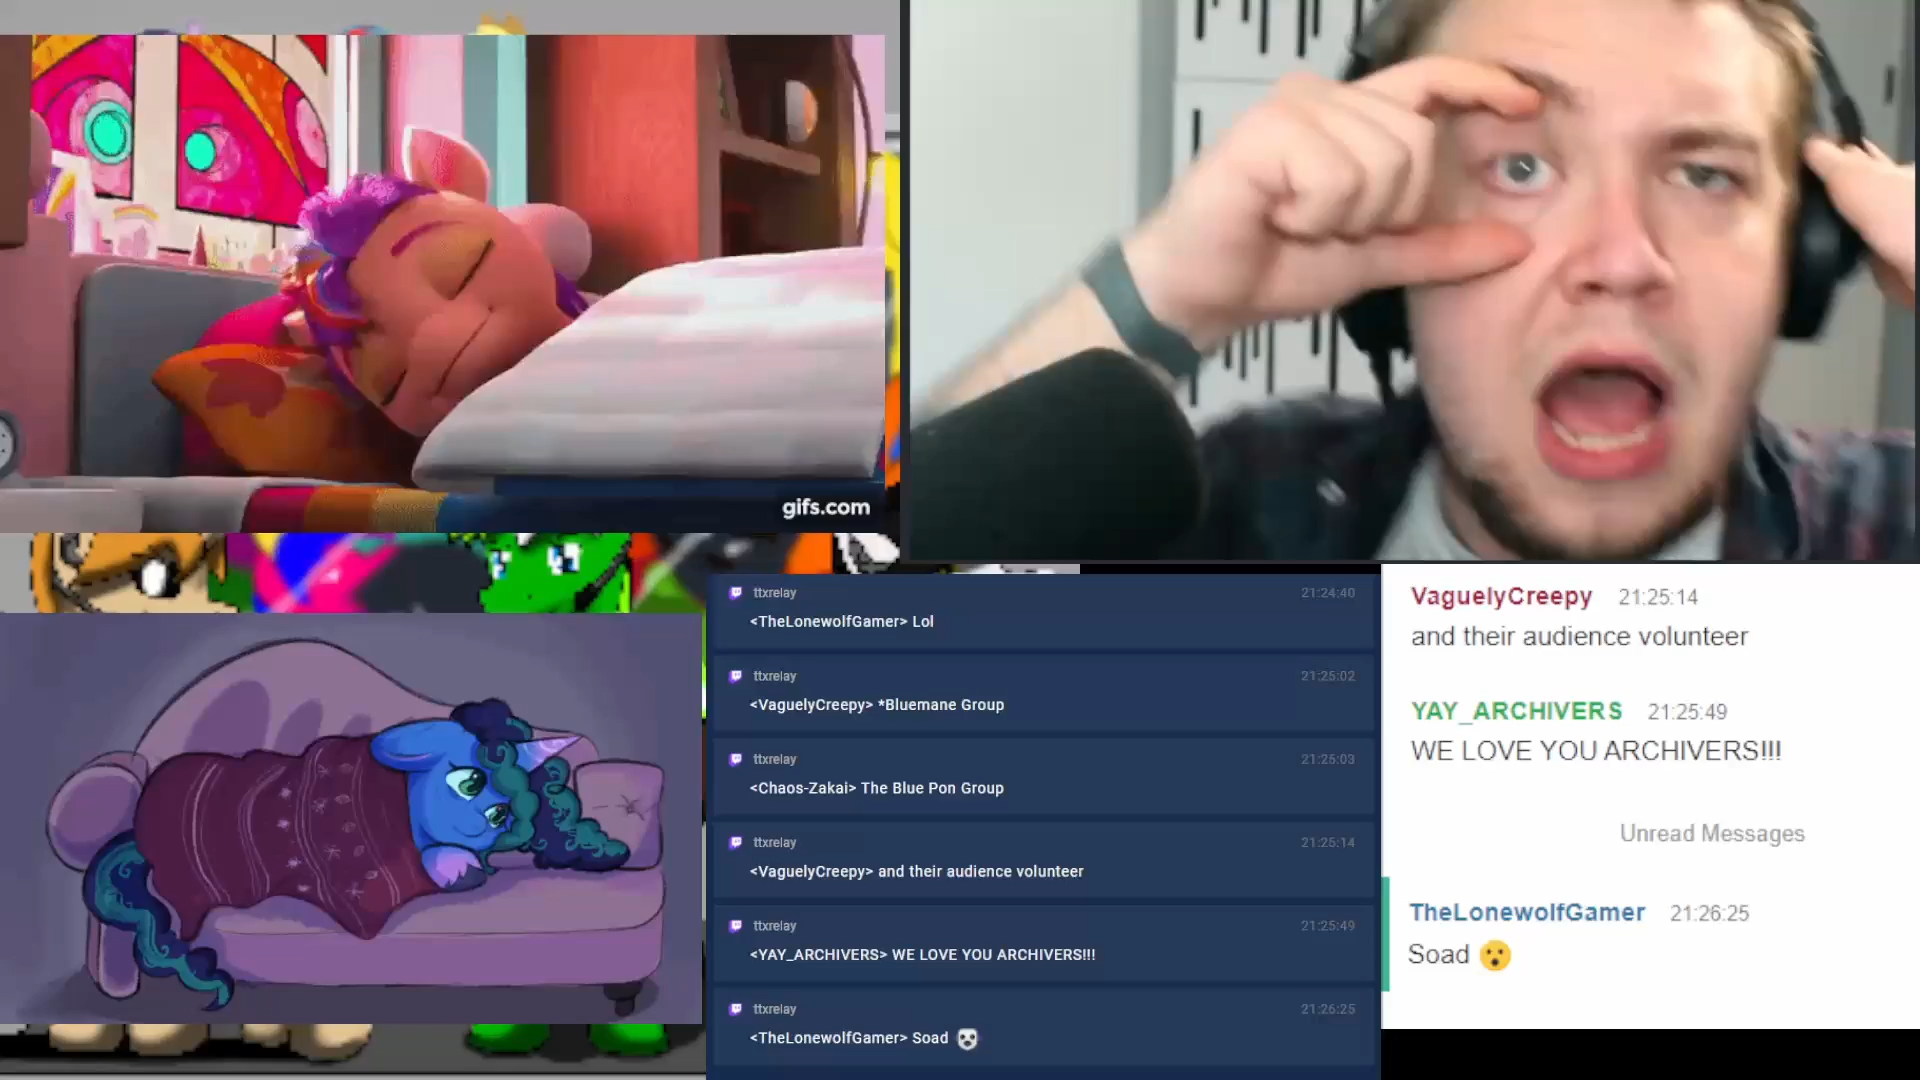 gifs.com
ttxrelay 21:24:40
<TheLonewolfGamer> Lol
ttxrelay 21:25:02
<VaguelyCreepy> *Bluemane Group
ttxrelay 21:25:03
<Chaos-Zakai> The Blue Pon Group
ttxrelay 21:25:14
<VaguelyCreepy> and their audience volunteer
ttxrelay 21:25:49
<YAY_ARCHIVERS> WE LOVE YOU ARCHIVERS!!!
ttxrelay 21:26:25
<TheLonewolfGamer> Soad
VaguelyCreepy 21:25:14
and their audience volunteer
YAY_ARCHIVERS 21:25:49
WE LOVE YOU ARCHIVERS!!!
Unread Messages
TheLonewolfGamer 21:26:25
Soad 😮